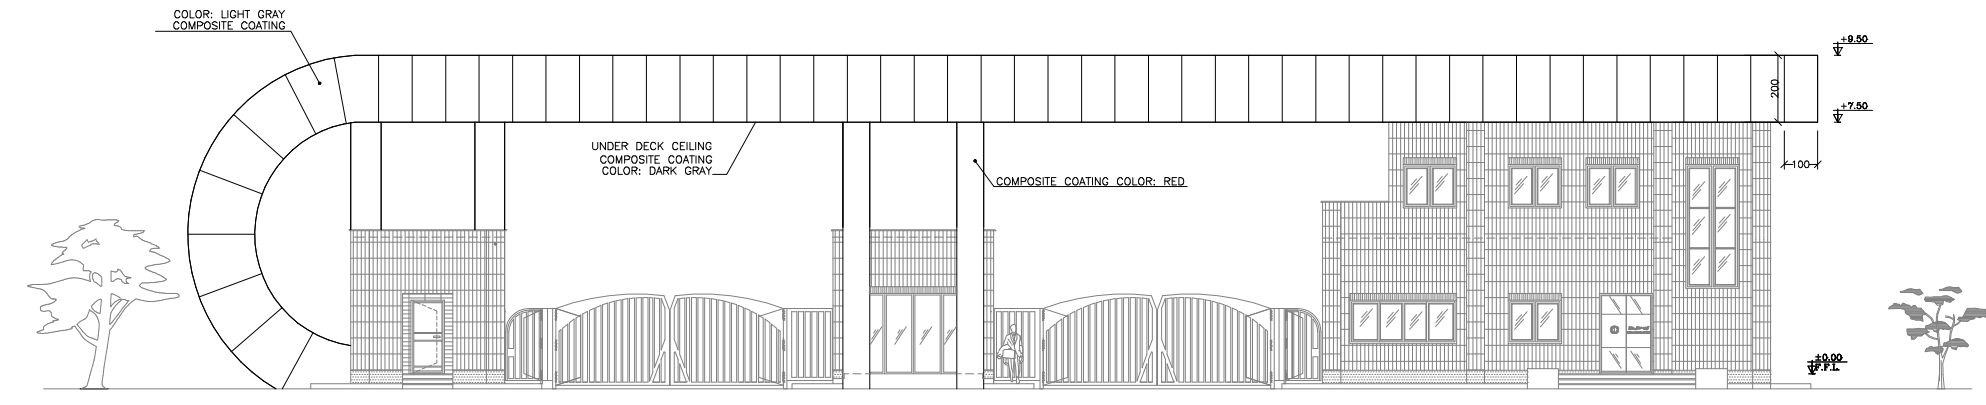 COLOR: LIGHT GRAY
COMPOSITE COATING
+9.50
200
+7.50
UNDER DECK CEILING
COMPOSITE COATING
COLOR: DARK GRAY
100
COMPOSITE COATING COLOR: RED
±0.00
F.F.L.